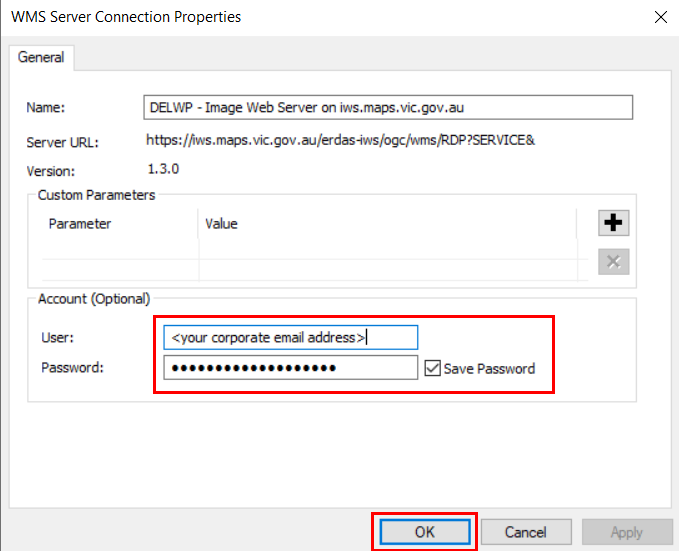 WMS Server Connection Properties
General
Name: DELWP - Image Web Server on iws.maps.vic.gov.au
Server URL: https://iws.maps.vic.gov.au/erdas-iws/ogc/wms/RDP?SERVICE&
Version: 1.3.0
Custom Parameters
Parameter Value
Account (Optional)
User: <your corporate email address>
Password: ●●●●●●●●●●●●●●●●●●● Save Password
OK Cancel Apply